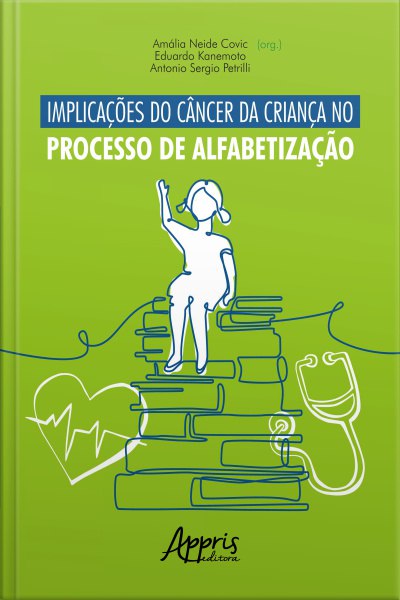 Amália Neide Covic (org.)
Eduardo Kanemoto
Antonio Sergio Petrilli
IMPLICAÇÕES DO CÂNCER DA CRIANÇA NO
PROCESSO DE ALFABETIZAÇÃO
Appris
editora